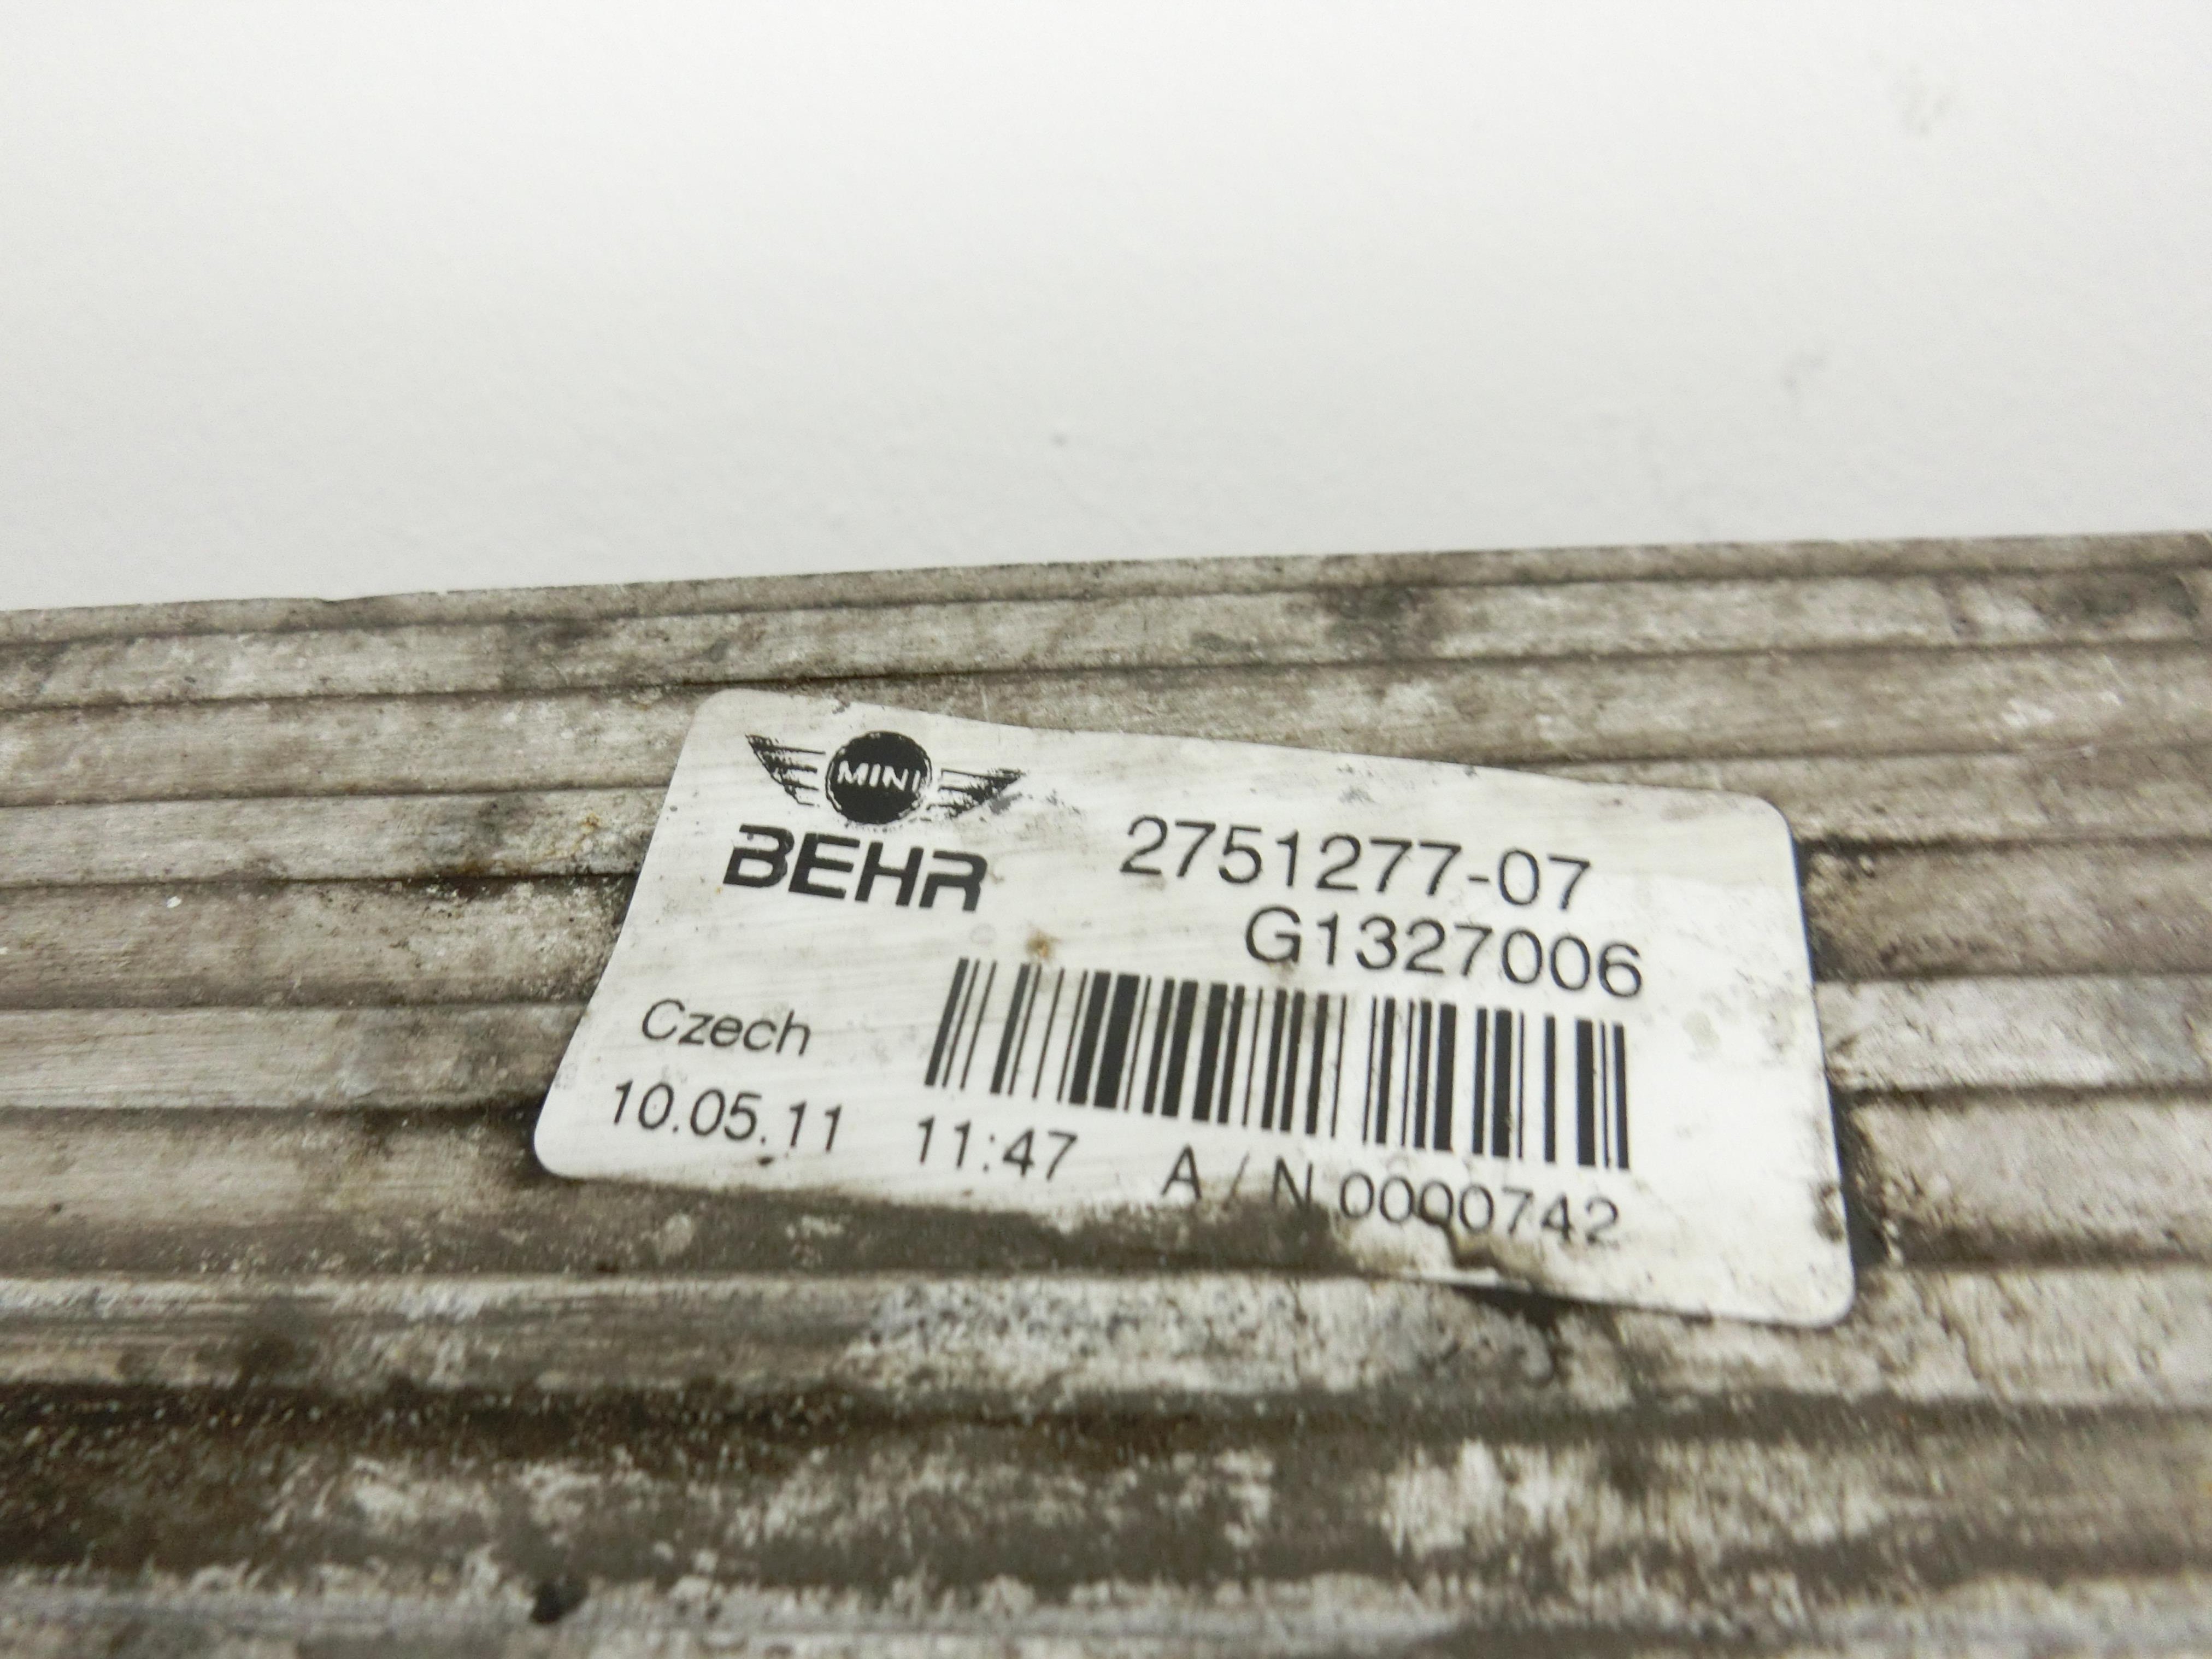 MINI
BEHR
2751277-07
G1327006
Czech
10.05.11 11:47 A / N 0000742